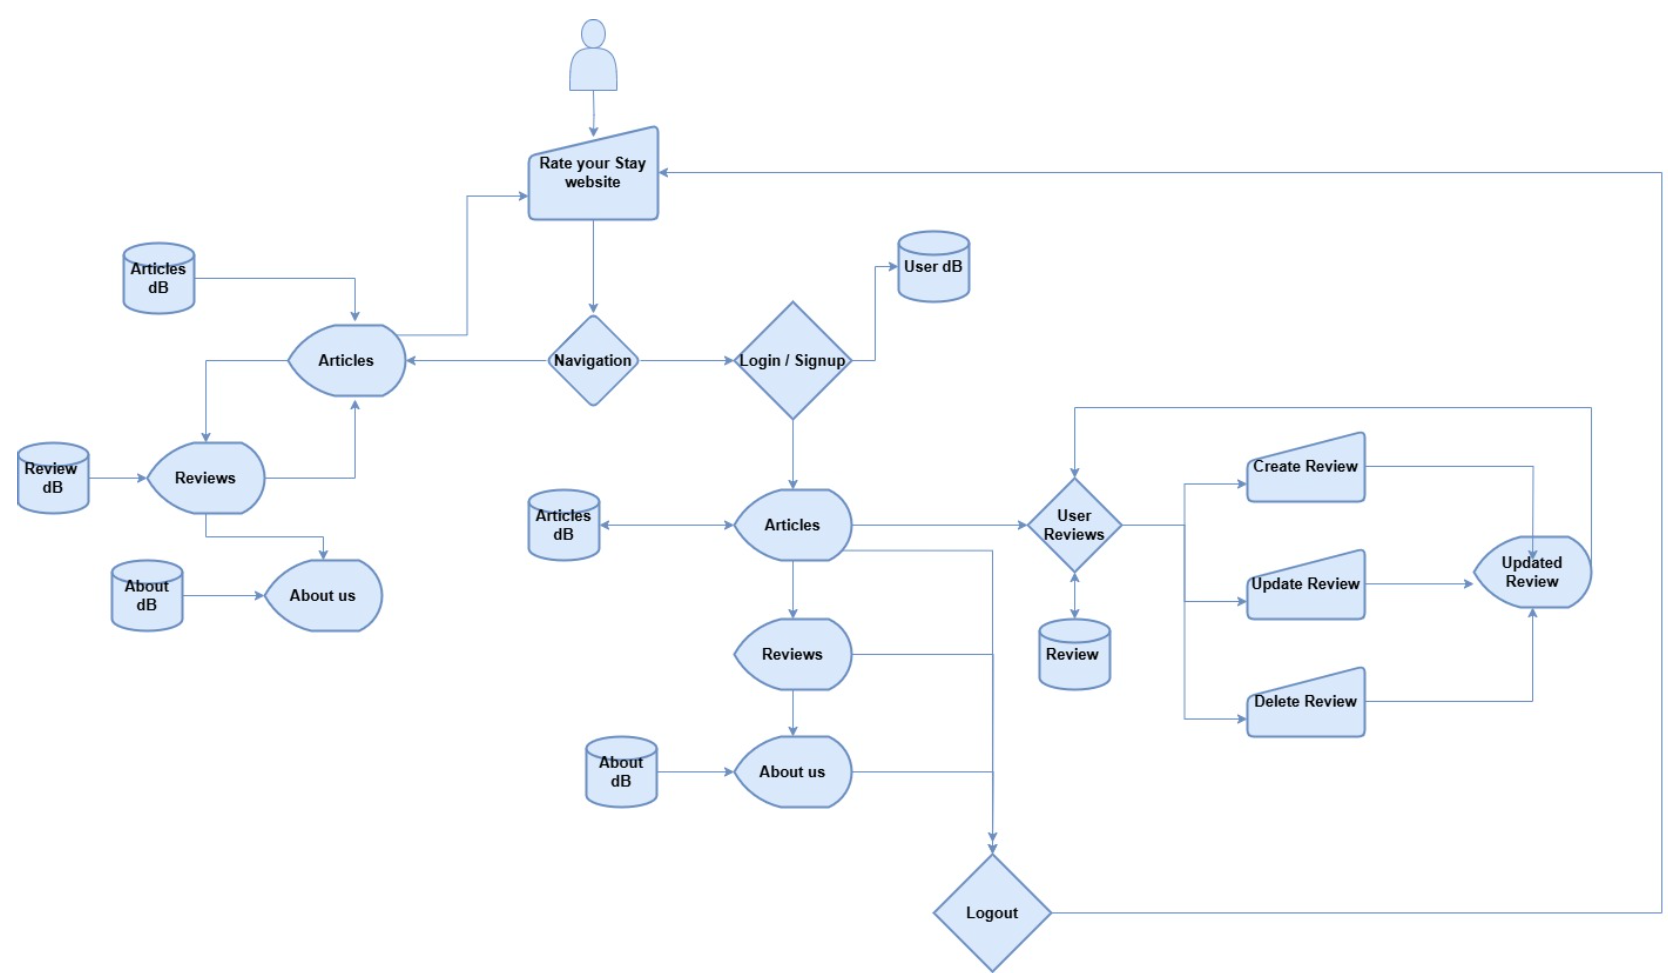 Rate your Stay
website
Articles
dB
User dB
Articles
Navigation
Login / Signup
Review
dB
Reviews
Create Review
Articles
dB
Articles
User
Reviews
About
dB
About us
Update Review
Updated
Review
Reviews
Review
Delete Review
About
dB
About us
Logout